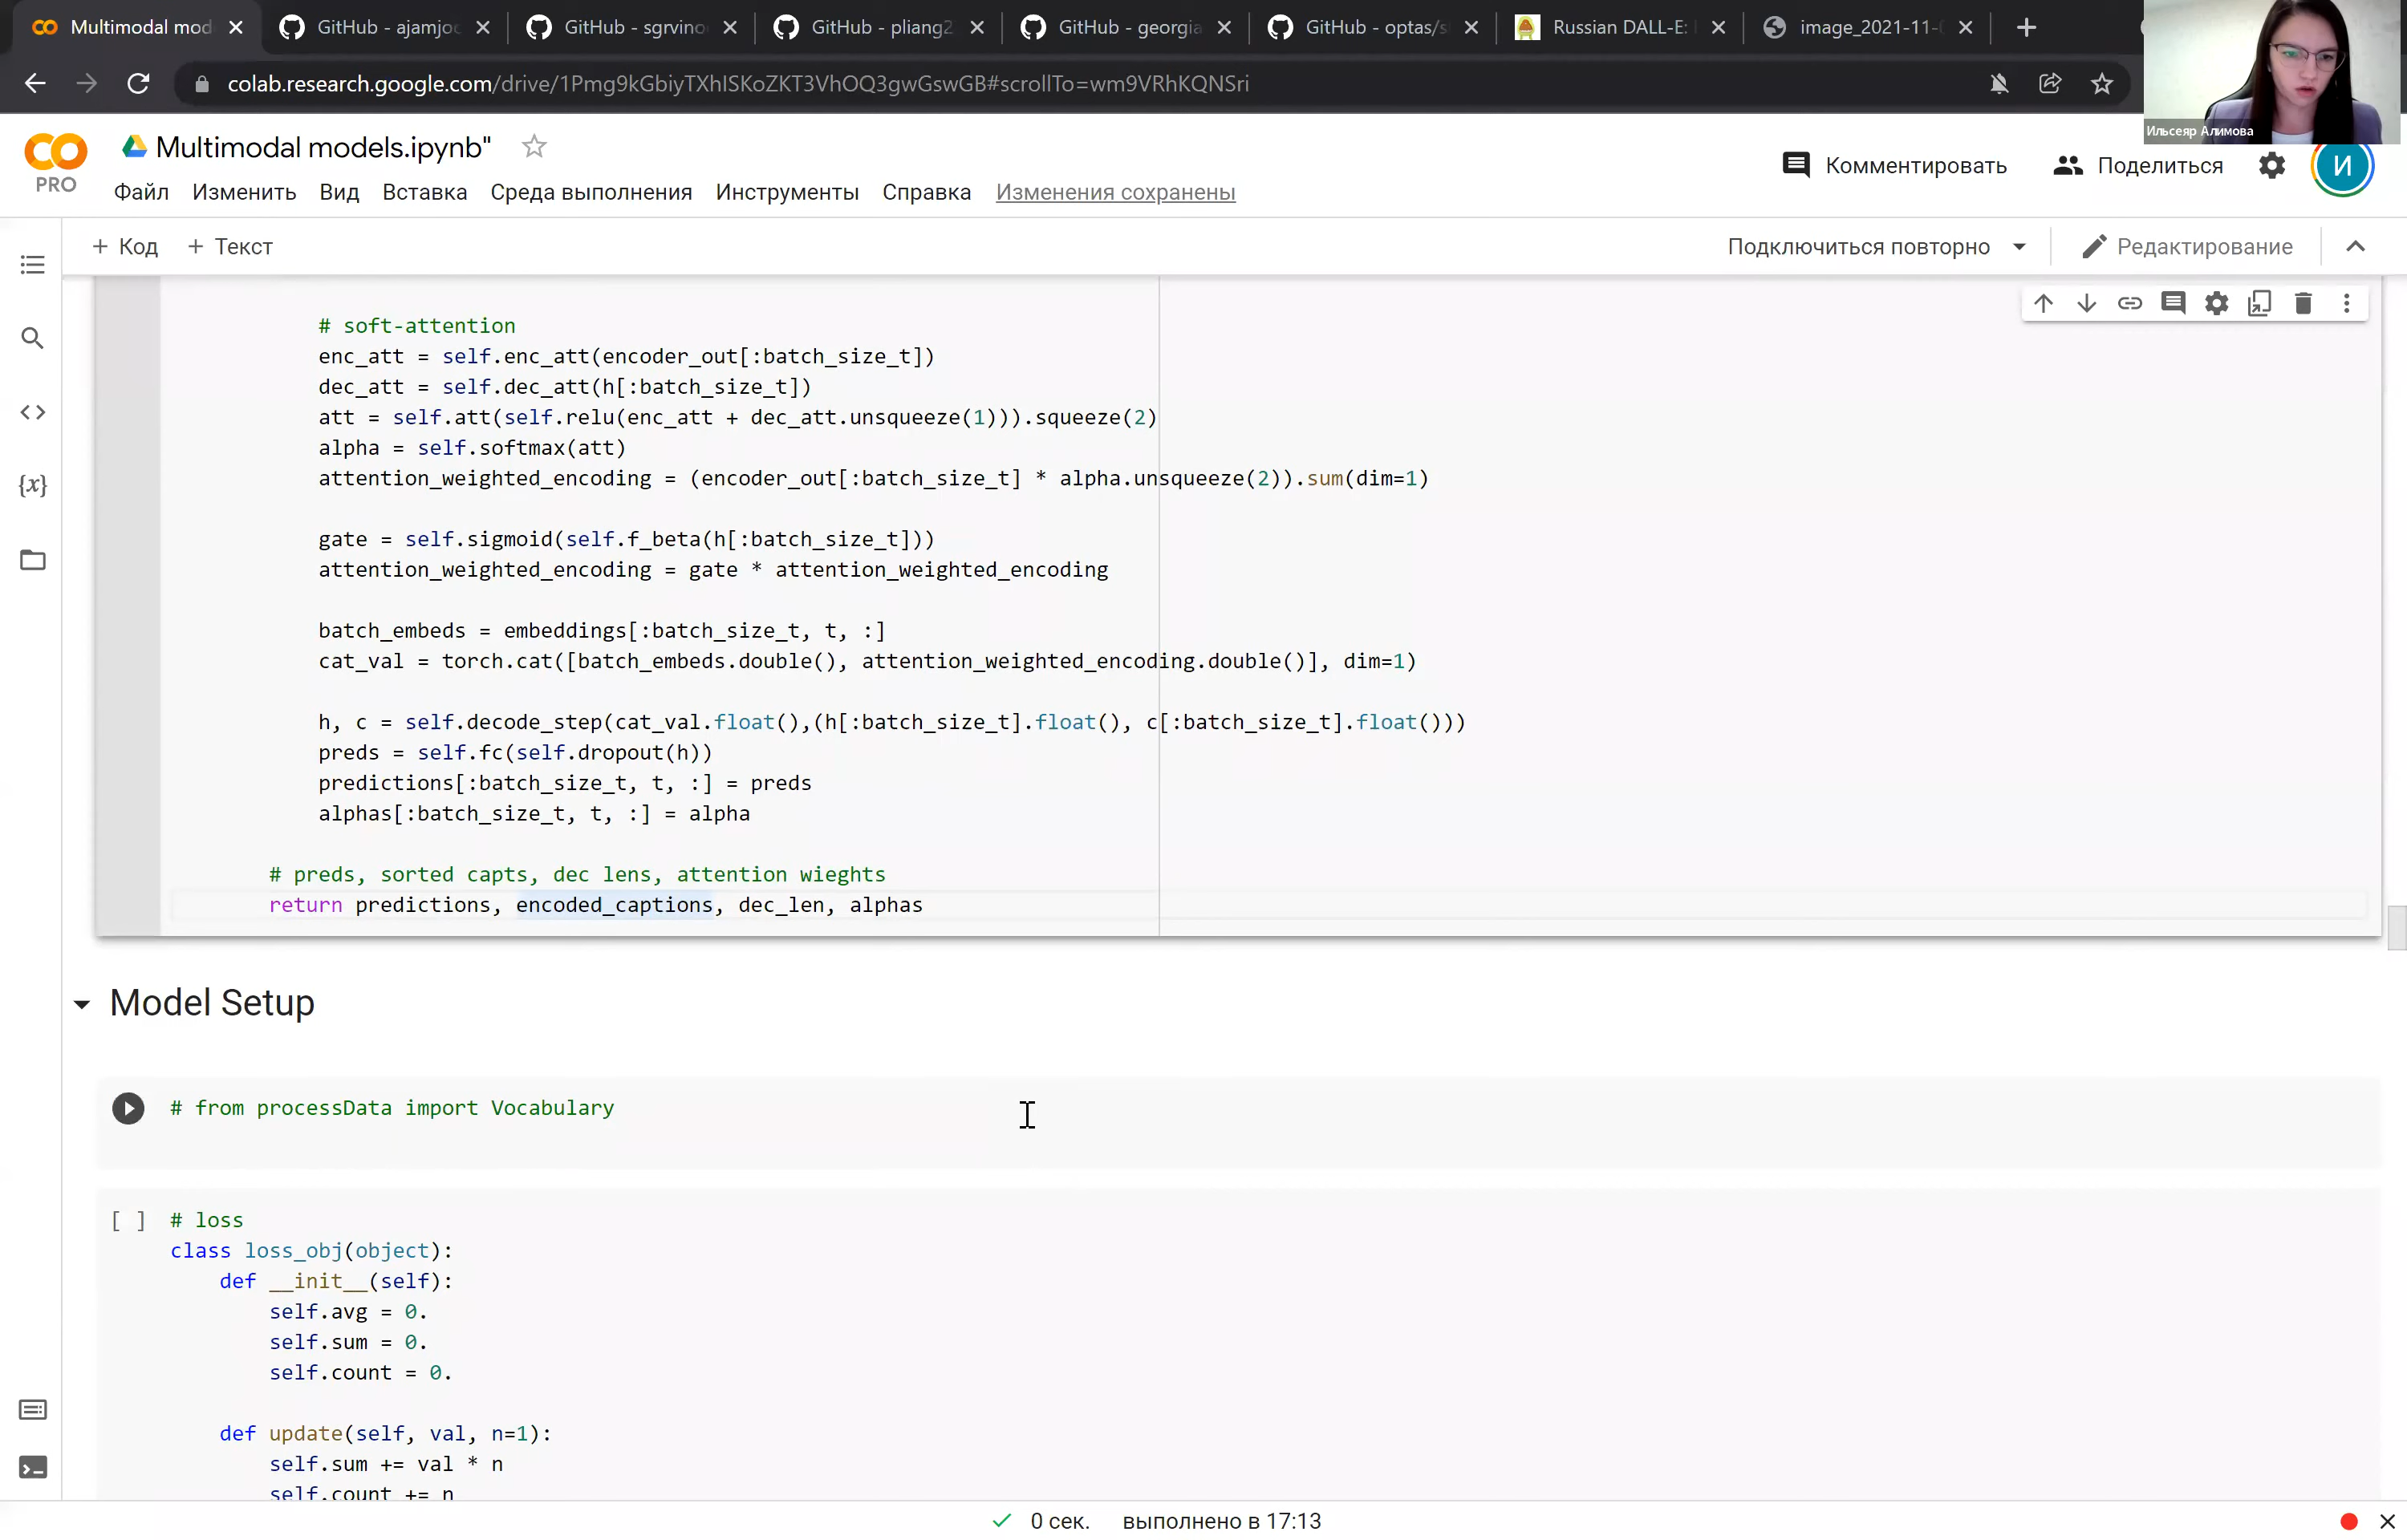 Multimodal mod
GitHub - ajamjo
GitHub - sgrvino
GitHub - pliang2
GitHub - georgia
GitHub - optas/s
Russian DALL-E:
image_2021-11-
colab.research.google.com/drive/1Pmg9kGbiyTXhISKoZKT3VhOQ3gwGswGB#scrollTo=wm9VRhKQNSri
Ильсеяр Алимова
PRO
Multimodal models.ipynb"
Файл Изменить Вид Вставка Среда выполнения Инструменты Справка Изменения сохранены
Комментировать Поделиться И
+ Код + Текст
Подключиться повторно Редактирование
# soft-attention
enc_att = self.enc_att(encoder_out[:batch_size_t])
dec_att = self.dec_att(h[:batch_size_t])
att = self.att(self.relu(enc_att + dec_att.unsqueeze(1))).squeeze(2)
alpha = self.softmax(att)
attention_weighted_encoding = (encoder_out[:batch_size_t] * alpha.unsqueeze(2)).sum(dim=1)
gate = self.sigmoid(self.f_beta(h[:batch_size_t]))
attention_weighted_encoding = gate * attention_weighted_encoding
batch_embeds = embeddings[:batch_size_t, t, :]
cat_val = torch.cat([batch_embeds.double(), attention_weighted_encoding.double()], dim=1)
h, c = self.decode_step(cat_val.float(),(h[:batch_size_t].float(), c[:batch_size_t].float()))
preds = self.fc(self.dropout(h))
predictions[:batch_size_t, t, :] = preds
alphas[:batch_size_t, t, :] = alpha
# preds, sorted capts, dec lens, attention wieghts
return predictions, encoded_captions, dec_len, alphas
Model Setup
# from processData import Vocabulary
[ ] # loss
class loss_obj(object):
def __init__(self):
self.avg = 0.
self.sum = 0.
self.count = 0.
def update(self, val, n=1):
self.sum += val * n
self.count += n
0 сек. выполнено в 17:13